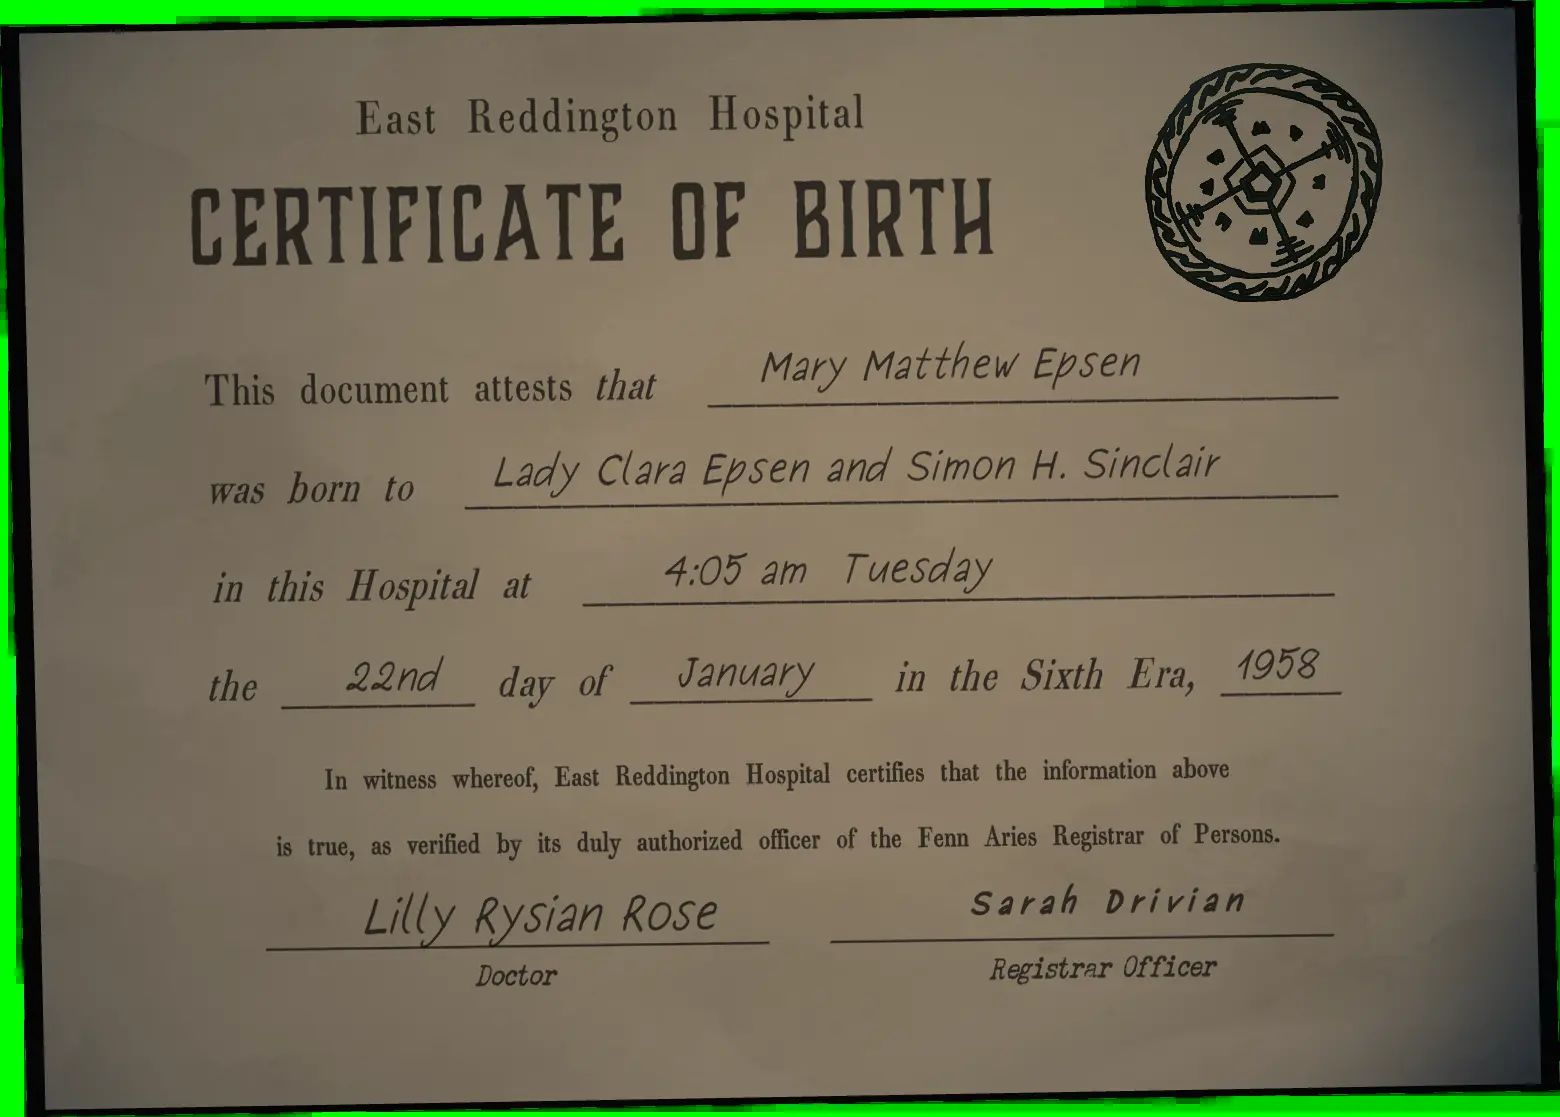 East Reddington Hospital
CERTIFICATE OF BIRTH
This document attests that Mary Matthew Epsen
was born to Lady Clara Epsen and Simon H. Sinclair
in this Hospital at 4:05 am Tuesday
the 22nd day of January in the Sixth Era, 1958
In witness whereof, East Reddington Hospital certifies that the information above
is true, as verified by its duly authorized officer of the Fenn Aries Registrar of Persons.
Lilly Rysian Rose Sarah Drivian
Doctor Registrar Officer